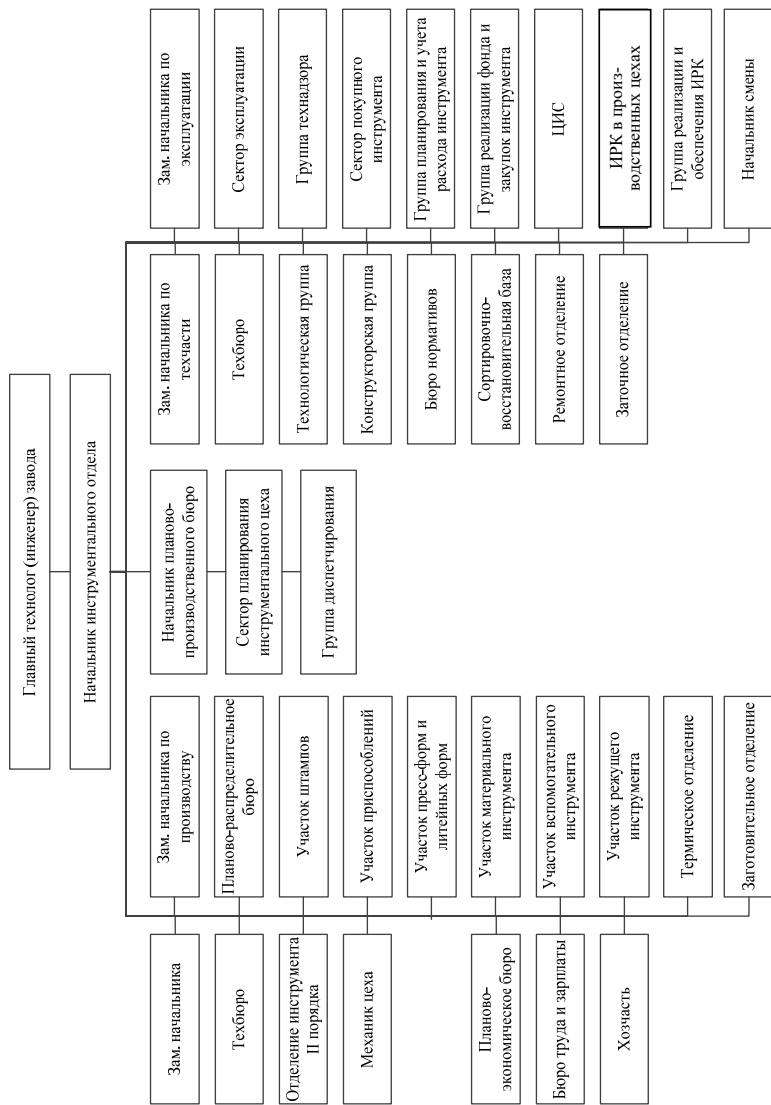 Главный технолог (инженер) завода
Начальник инструментального отдела
Зам. начальника
Техбюро
Отделение инструмента
II порядка
Механик цеха
Планово-
экономическое бюро
Бюро труда и зарплаты
Хозчасть
Зам. начальника по
производству
Планово-распределительное
бюро
Участок штампов
Участок приспособлений
Участок пресс-форм и
литейных форм
Участок материального
инструмента
Участок вспомогательного
инструмента
Участок режущего
инструмента
Термическое отделение
Заготовительное отделение
Начальник планово-
производственного бюро
Сектор планирования
инструментального цеха
Группа диспетчирования
Зам. начальника по
техчасти
Техбюро
Технологическая группа
Конструкторская группа
Бюро нормативов
Сортировочно-
восстановительная база
Ремонтное отделение
Заточное отделение
Зам. начальника по
эксплуатации
Сектор эксплуатации
Группа технадзора
Сектор покупного
инструмента
Группа планирования и учета
расхода инструмента
Группа реализации фонда и
закупок инструмента
ЦИС
ИРК в произ-
водственных цехах
Группа реализации и
обеспечения ИРК
Начальник смены